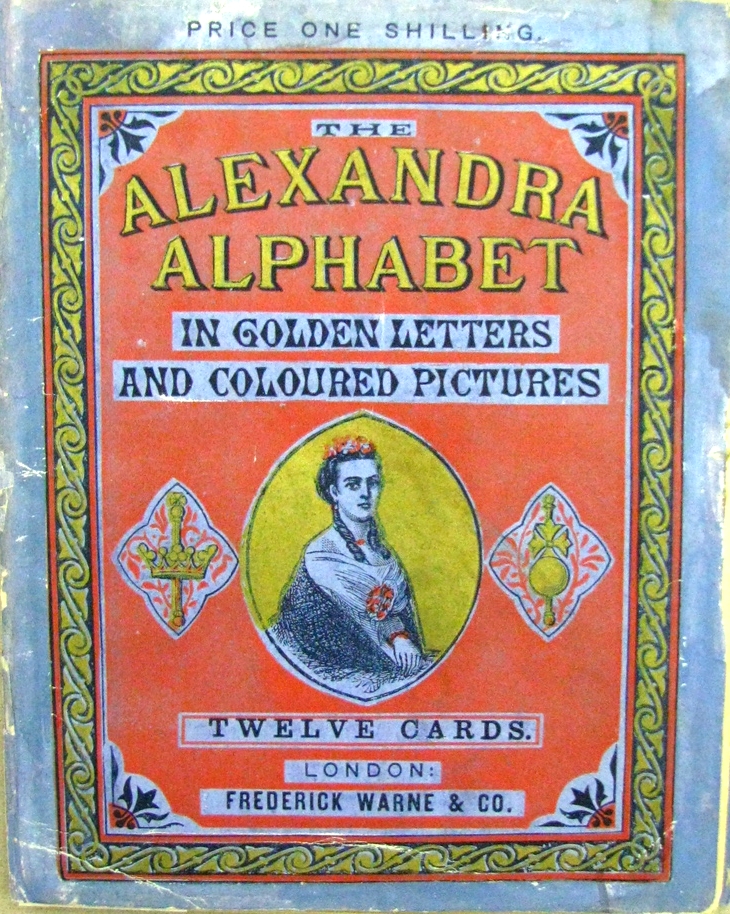 PRICE ONE SHILLING.
THE
ALEXANDRA
ALPHABET
IN GOLDEN LETTERS
AND COLOURED PICTURES
TWELVE CARDS.
LONDON:
FREDERICK WARNE & CO.